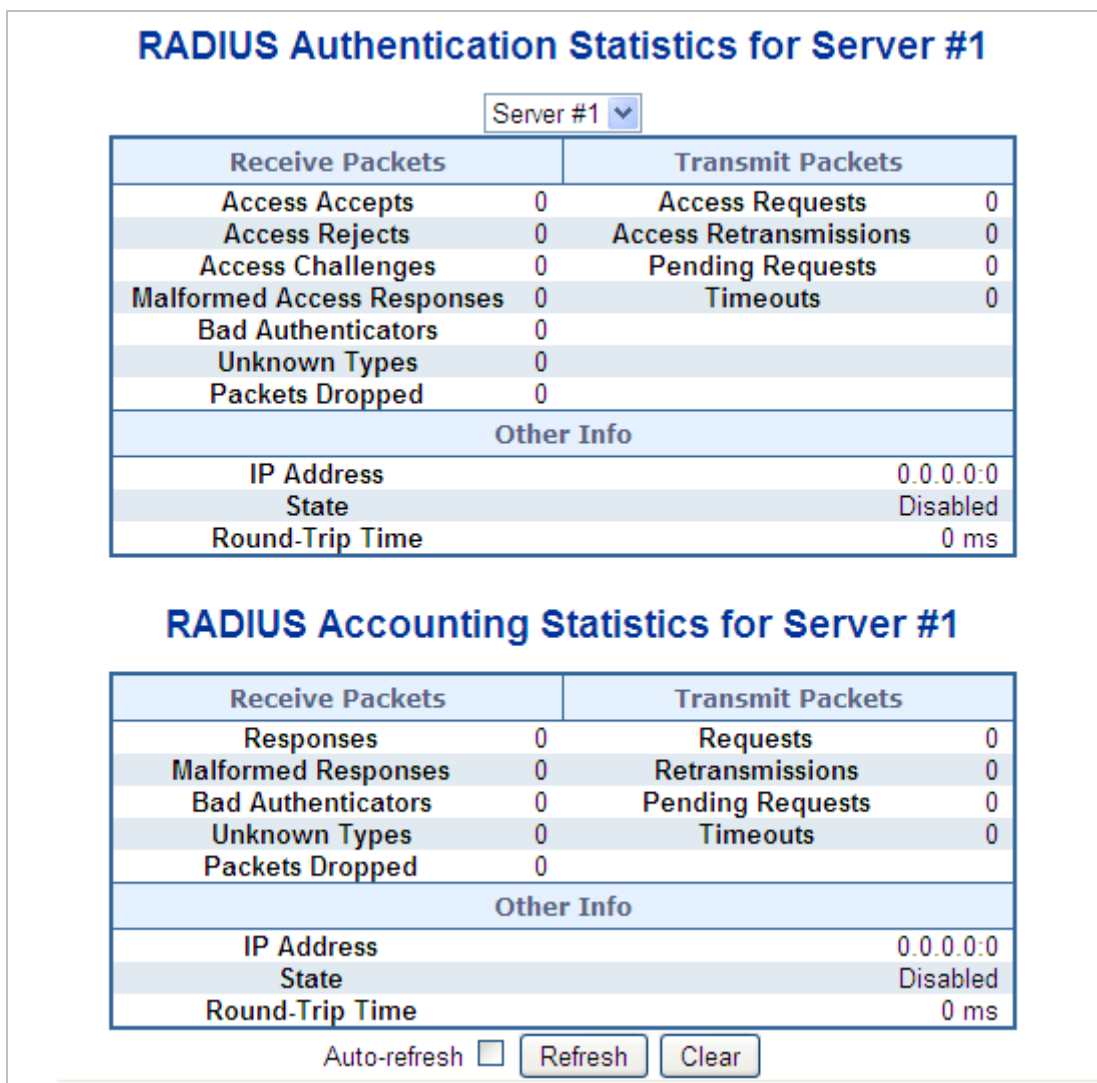 RADIUS Authentication Statistics for Server #1
Server #1
Receive Packets Transmit Packets
Access Accepts 0 Access Requests 0
Access Rejects 0 Access Retransmissions 0
Access Challenges 0 Pending Requests 0
Malformed Access Responses 0 Timeouts 0
Bad Authenticators 0
Unknown Types 0
Packets Dropped 0
Other Info
IP Address 0.0.0.0:0
State Disabled
Round-Trip Time 0 ms
RADIUS Accounting Statistics for Server #1
Receive Packets Transmit Packets
Responses 0 Requests 0
Malformed Responses 0 Retransmissions 0
Bad Authenticators 0 Pending Requests 0
Unknown Types 0 Timeouts 0
Packets Dropped 0
Other Info
IP Address 0.0.0.0:0
State Disabled
Round-Trip Time 0 ms
Auto-refresh Refresh Clear